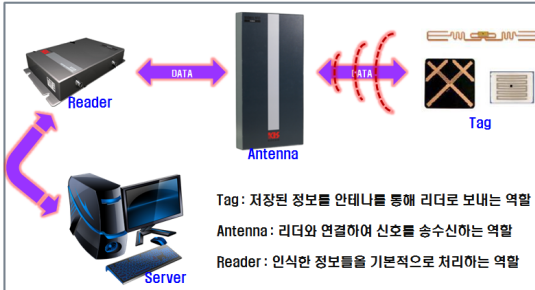 DATA
DATA
Reader
Antenna
Tag
Server
Tag : 저장된 정보를 안테나를 통해 리더로 보내는 역할
Antenna : 리더와 연결하여 신호를 송수신하는 역할
Reader : 인식한 정보들을 기본적으로 처리하는 역할